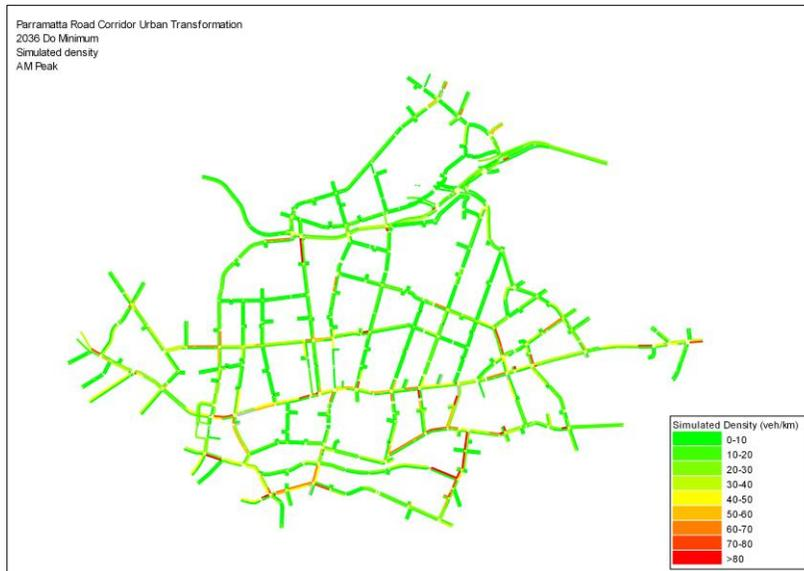 Parramatta Road Corridor Urban Transformation
2036 Do Minimum
Simulated density
AM Peak
Simulated Density (veh/km)
0-10
10-20
20-30
30-40
40-50
50-60
60-70
70-80
>80